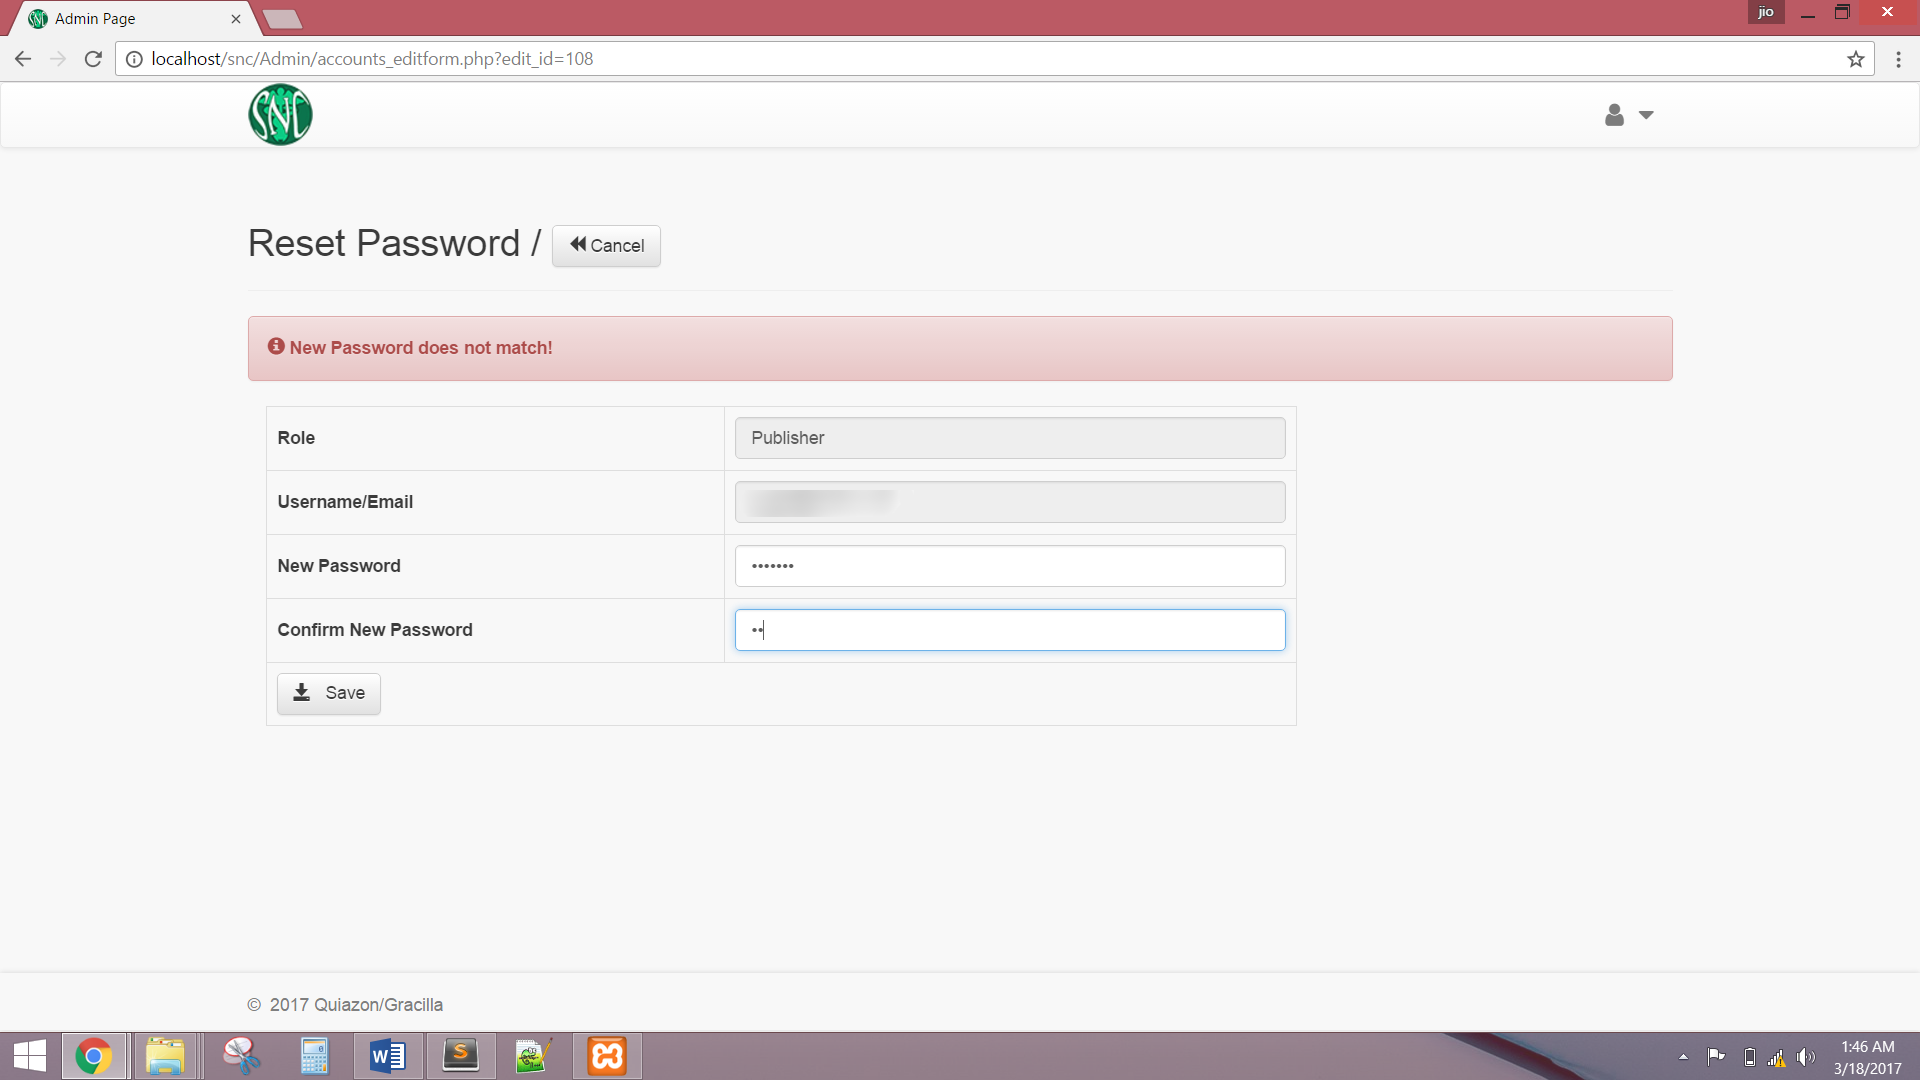 Admin Page
jio
localhost/snc/Admin/accounts_editform.php?edit_id=108
SNC
Reset Password / Cancel
New Password does not match!
Role
Publisher
Username/Email
New Password
•••••••
Confirm New Password
••
Save
© 2017 Quiazon/Gracilla
1:46 AM
3/18/2017